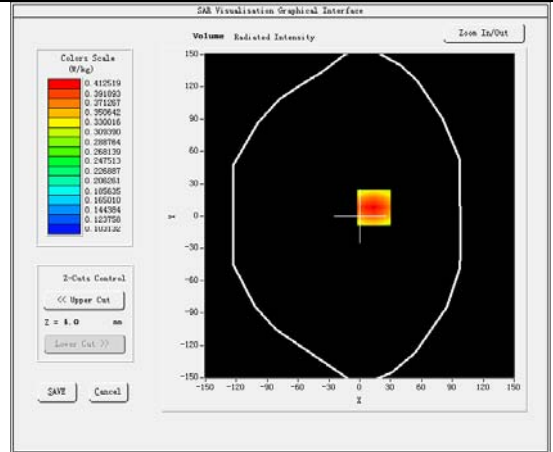 SAR Visualisation Graphical Interface
Volume Radiated Intensity
Zoom In/Out
Colors Scale
(W/kg)
0.412519
0.391893
0.371267
0.350642
0.330016
0.309390
0.288764
0.268139
0.247513
0.226887
0.206261
0.185635
0.165010
0.144384
0.123758
0.103132
Z-Cuts Control
<< Upper Cut
Z = 4.0 mm
Lower Cut >>
SAVE Cancel
150-
120-
90-
60-
30-
0-
-30-
-60-
-90-
-120-
-150-
Y
-150 -120 -90 -60 -30 0 30 60 90 120 150
X